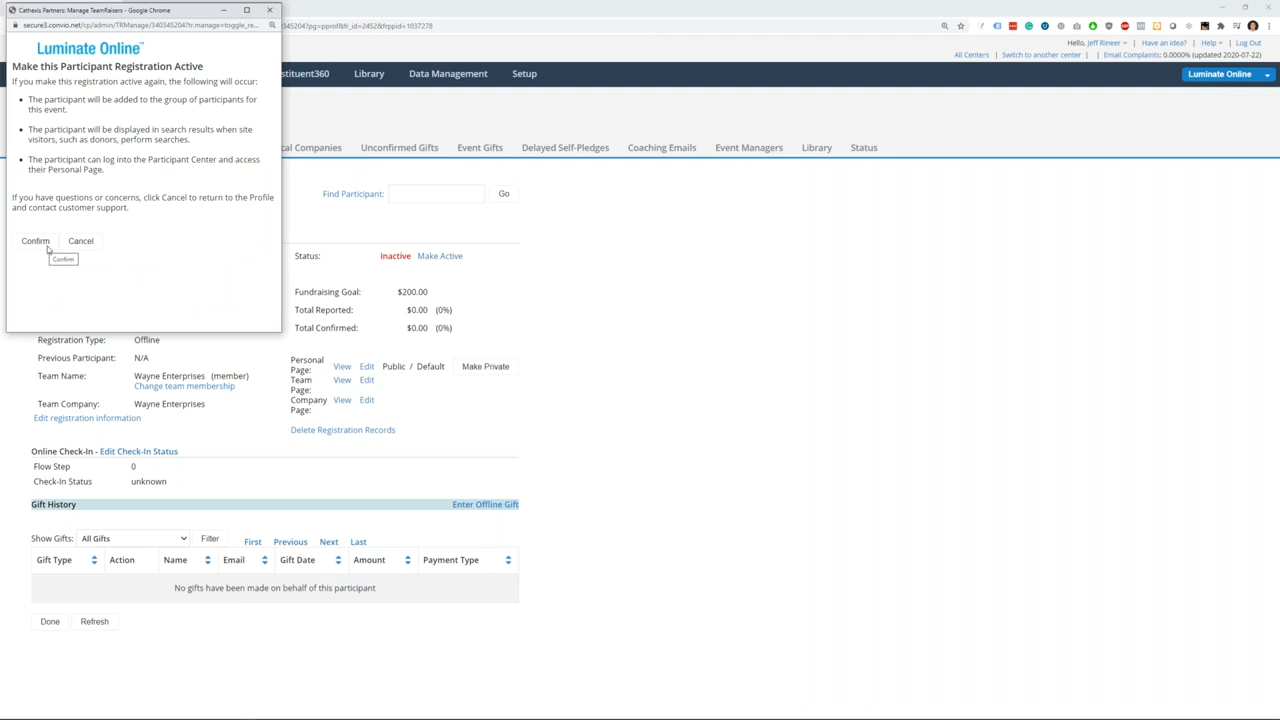 Cathexis Partners: Manage TeamRaisers - Google Chrome
secure3.convio.net/cp/admin/TRManage/340345204?tr.manage=toggle_re...
345204?pg=pprof&fr_id=2452&frppid=1037278
Luminate Online™
Make this Participant Registration Active
If you make this registration active again, the following will occur:
The participant will be added to the group of participants for
this event.
The participant will be displayed in search results when site
visitors, such as donors, perform searches.
The participant can log into the Participant Center and access
their Personal Page.
If you have questions or concerns, click Cancel to return to the Profile
and contact customer support.
Confirm Cancel
Confirm
Hello, Jeff Rineer | Have an idea? | Help | Log Out
All Centers | Switch to another center | Email Complaints: 0.0000% (updated 2020-07-22)
stituent360 Library Data Management Setup Luminate Online
cal Companies Unconfirmed Gifts Event Gifts Delayed Self-Pledges Coaching Emails Event Managers Library Status
Find Participant: Go
Status: Inactive Make Active
Fundraising Goal: $200.00
Total Reported: $0.00 (0%)
Total Confirmed: $0.00 (0%)
Registration Type: Offline
Previous Participant: N/A
Team Name: Wayne Enterprises (member)
Change team membership
Team Company: Wayne Enterprises
Edit registration information
Personal
Page: View Edit Public / Default Make Private
Team
Page: View Edit
Company
Page: View Edit
Delete Registration Records
Online Check-In - Edit Check-In Status
Flow Step 0
Check-In Status unknown
Gift History Enter Offline Gift
Show Gifts: All Gifts Filter First Previous Next Last
Gift Type Action Name Email Gift Date Amount Payment Type
No gifts have been made on behalf of this participant
Done Refresh